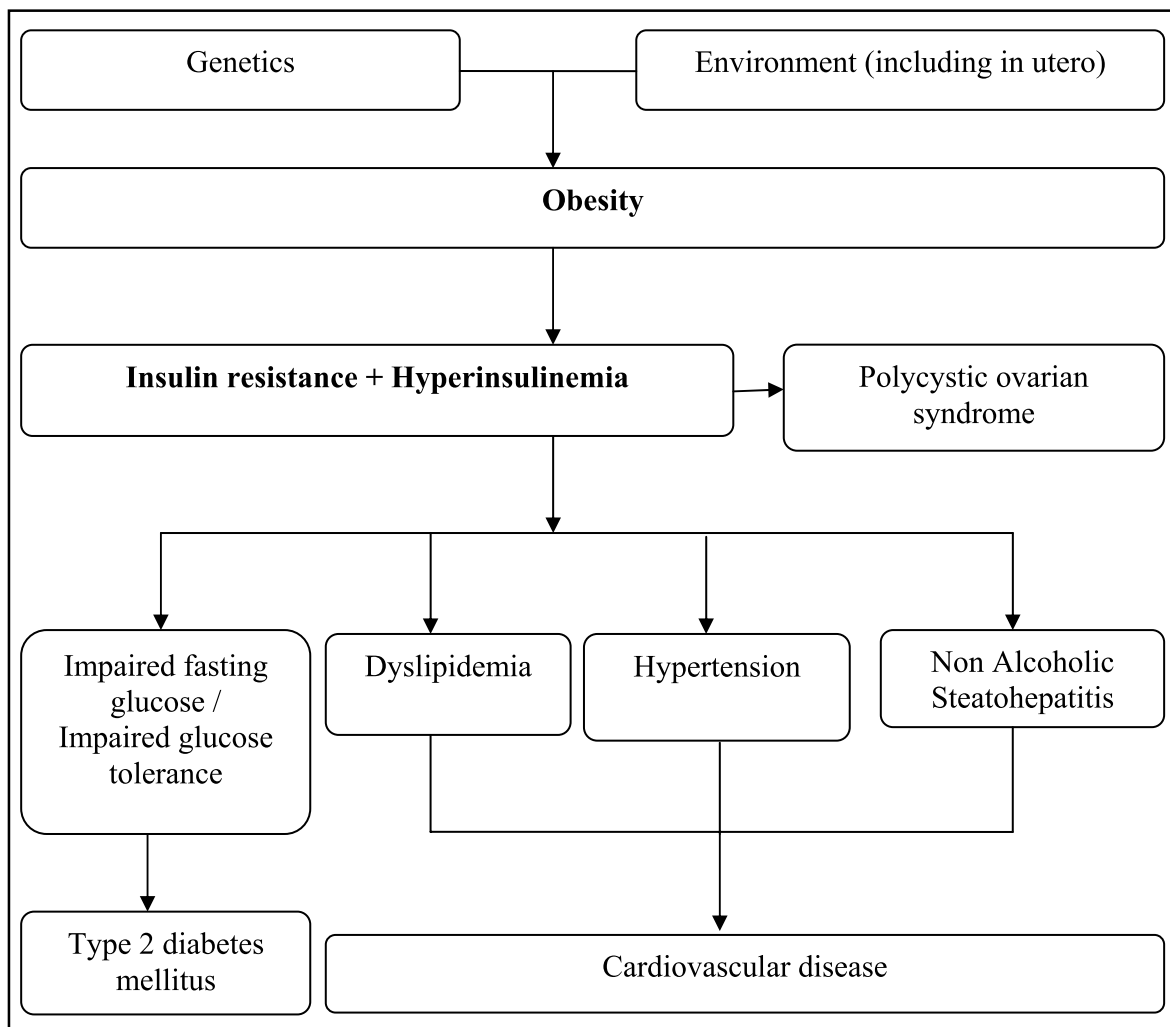 Genetics
Environment (including in utero)
Obesity
Insulin resistance + Hyperinsulinemia
Polycystic ovarian
syndrome
Impaired fasting
glucose /
Impaired glucose
tolerance
Dyslipidemia
Hypertension
Non Alcoholic
Steatohepatitis
Type 2 diabetes
mellitus
Cardiovascular disease